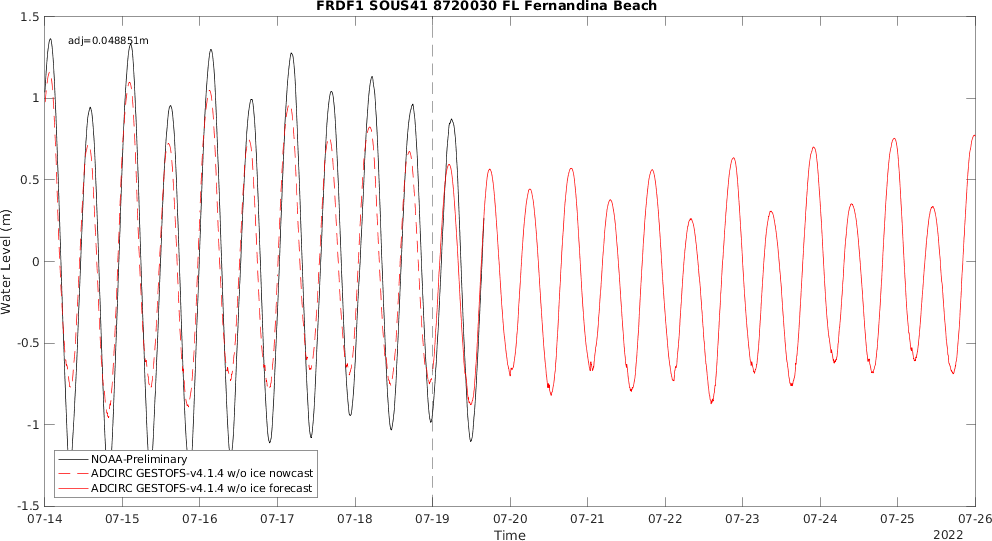 FRDF1 SOUS41 8720030 FL Fernandina Beach
adj=0.048851m
1.5
1
0.5
0
-0.5
-1
-1.5
Water Level (m)
NOAA-Preliminary
ADCIRC GESTOFS-v4.1.4 w/o ice nowcast
ADCIRC GESTOFS-v4.1.4 w/o ice forecast
07-14 07-15 07-16 07-17 07-18 07-19 07-20 07-21 07-22 07-23 07-24 07-25 07-26
Time
2022